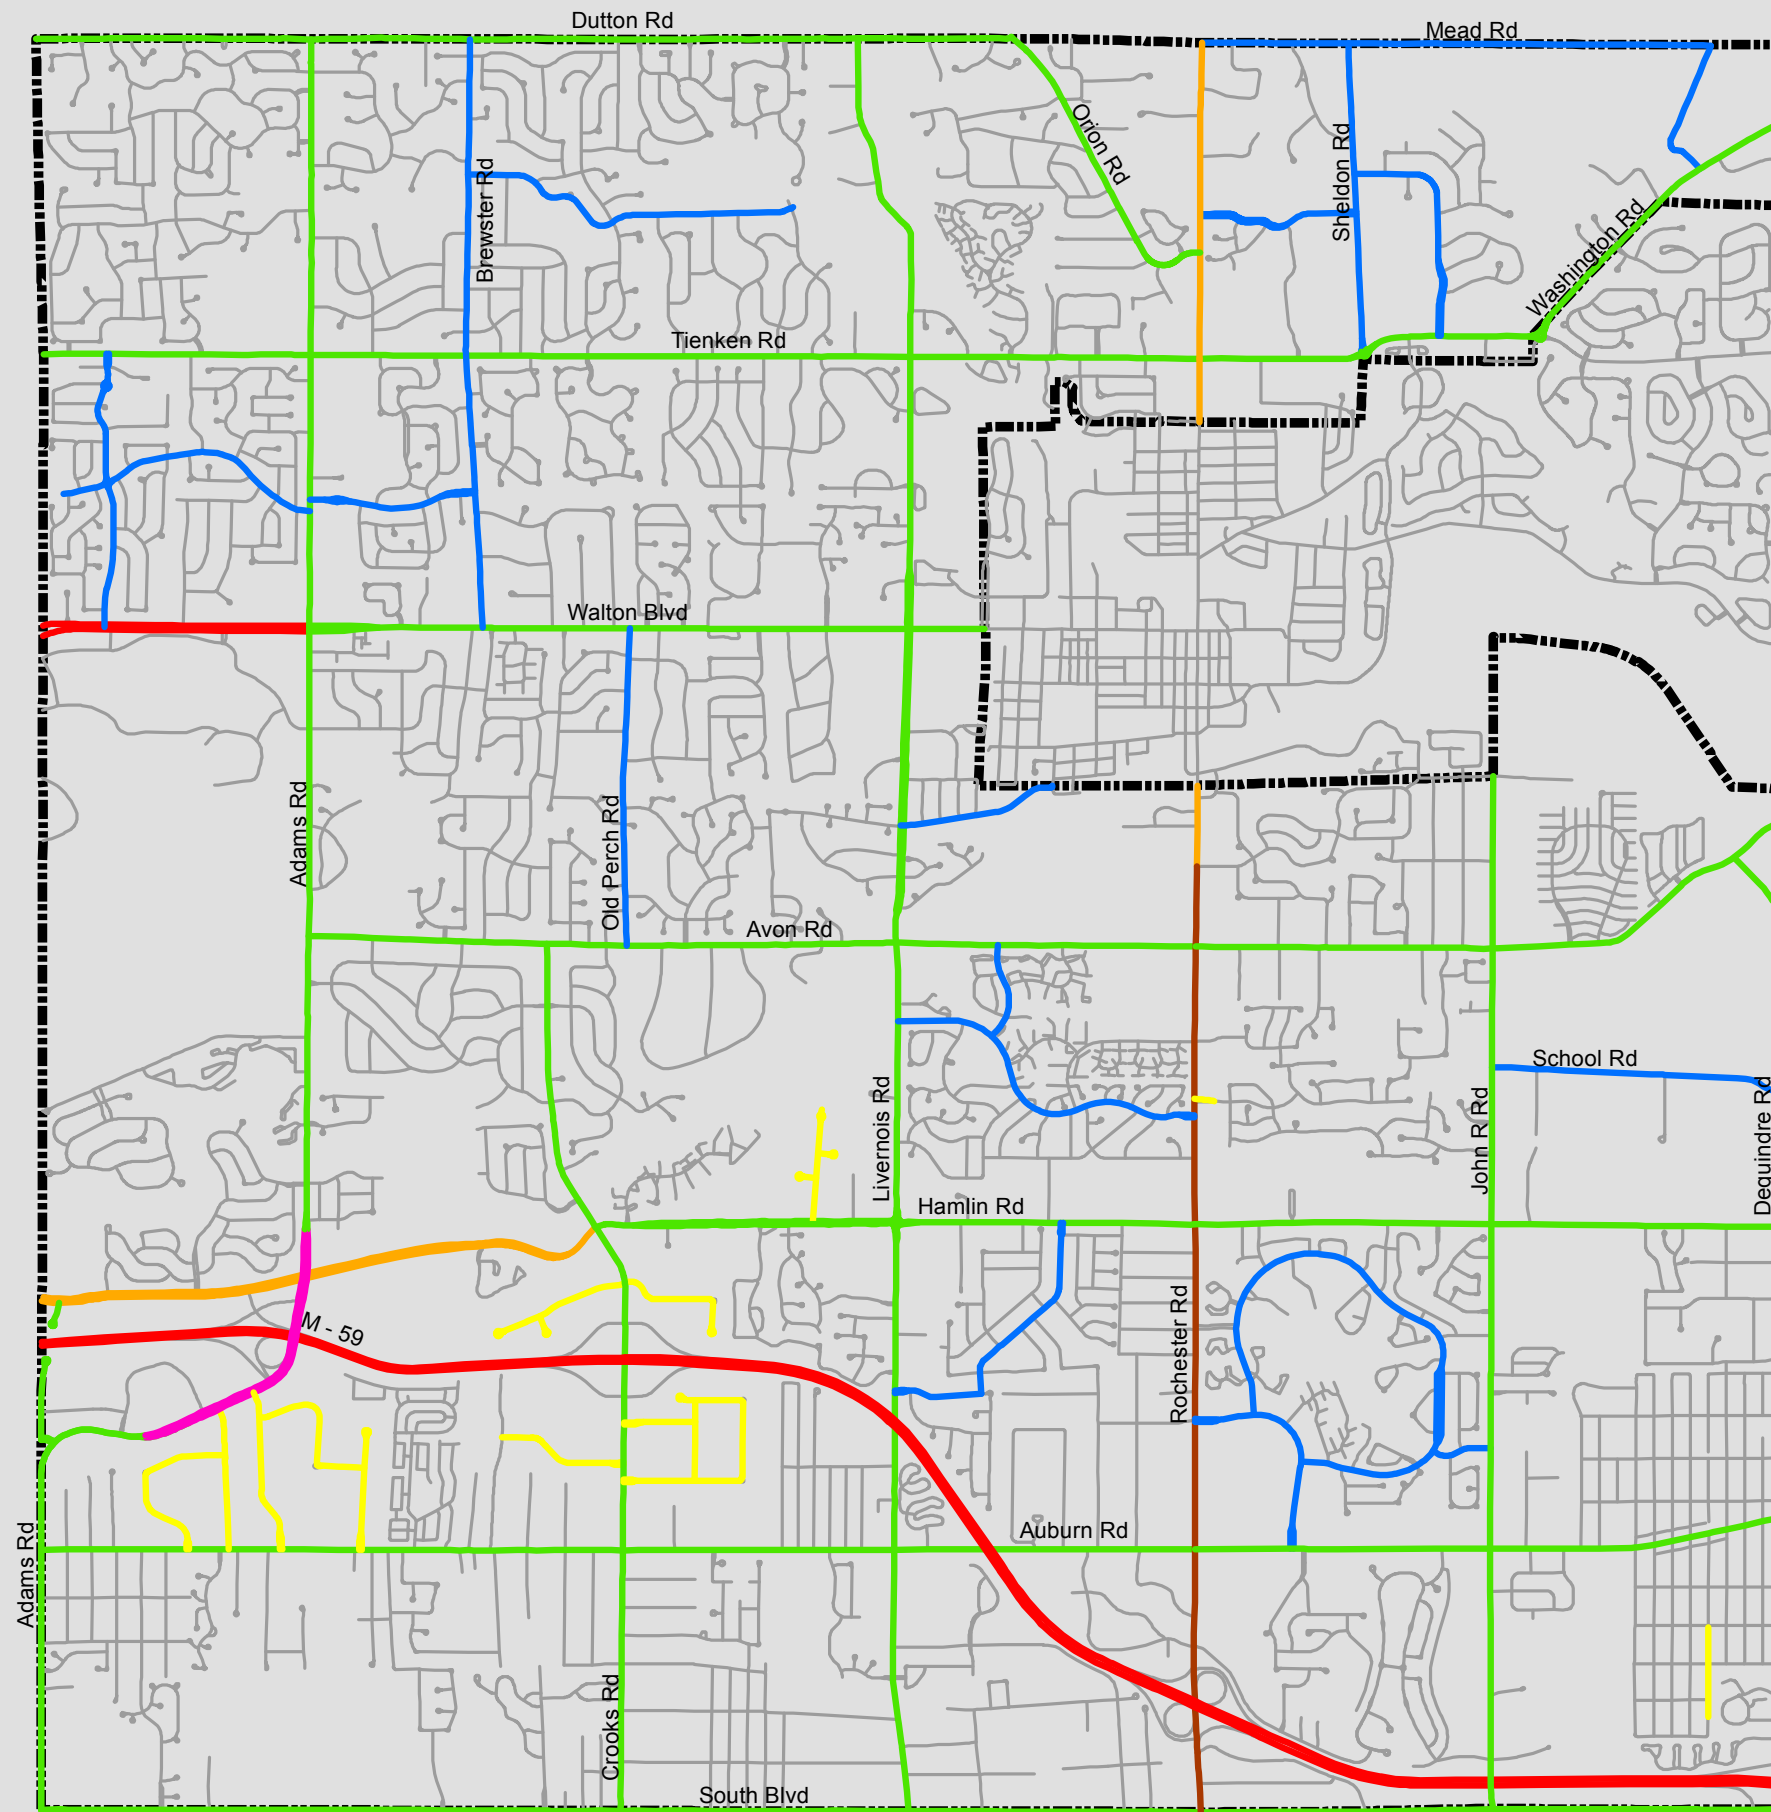 Dutton Rd
Mead Rd
Orion Rd
Sheldon Rd
Brewster Rd
Washington Rd
Tienken Rd
Walton Blvd
Adams Rd
Old Perch Rd
Avon Rd
School Rd
Livernois Rd
John R Rd
Dequindre Rd
Hamlin Rd
M - 59
Rochester Rd
Auburn Rd
Adams Rd
Crooks Rd
South Blvd